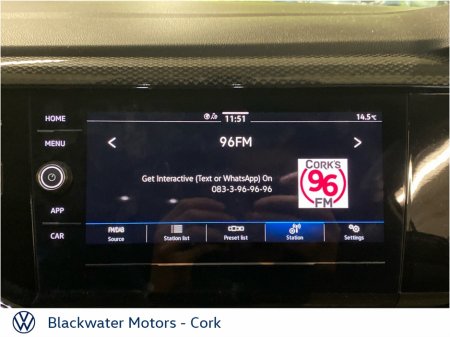 HOME
11:51
14.5°C
MENU
96FM
CORK'S
96
FM
Get Interactive (Text or WhatsApp) On
083-3-96-96-96
APP
CAR
FM/DAB
Source
Station list
Preset list
Station
Settings
Blackwater Motors - Cork